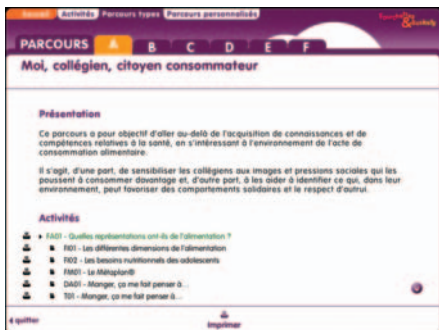 Accueil Activités Parcours types Parcours personnalisés
PARCOURS A B C D E F
Moi, collégien, citoyen consommateur
Présentation
Ce parcours a pour objectif d'aller au-delà de l'acquisition de connaissances et de
compétences relatives à la santé, en s'intéressant à l'environnement de l'acte de
consommation alimentaire.
Il s'agit, d'une part, de sensibiliser les collégiens aux images et pressions sociales qui les
poussent à consommer davantage et, d'autre part, à les aider à identifier ce qui, dans leur
environnement, peut favoriser des comportements solidaires et le respect d'autrui.
Activités
FA01 - Quelles représentations ont-ils de l'alimentation ?
FI01 - Les différentes dimensions de l'alimentation
FI02 - Les besoins nutritionnels des adolescents
FM01 - Le Métaplan®
DA01 - Manger, ça me fait penser à...
T01 - Manger, ça me fait penser à...
quitter
imprimer